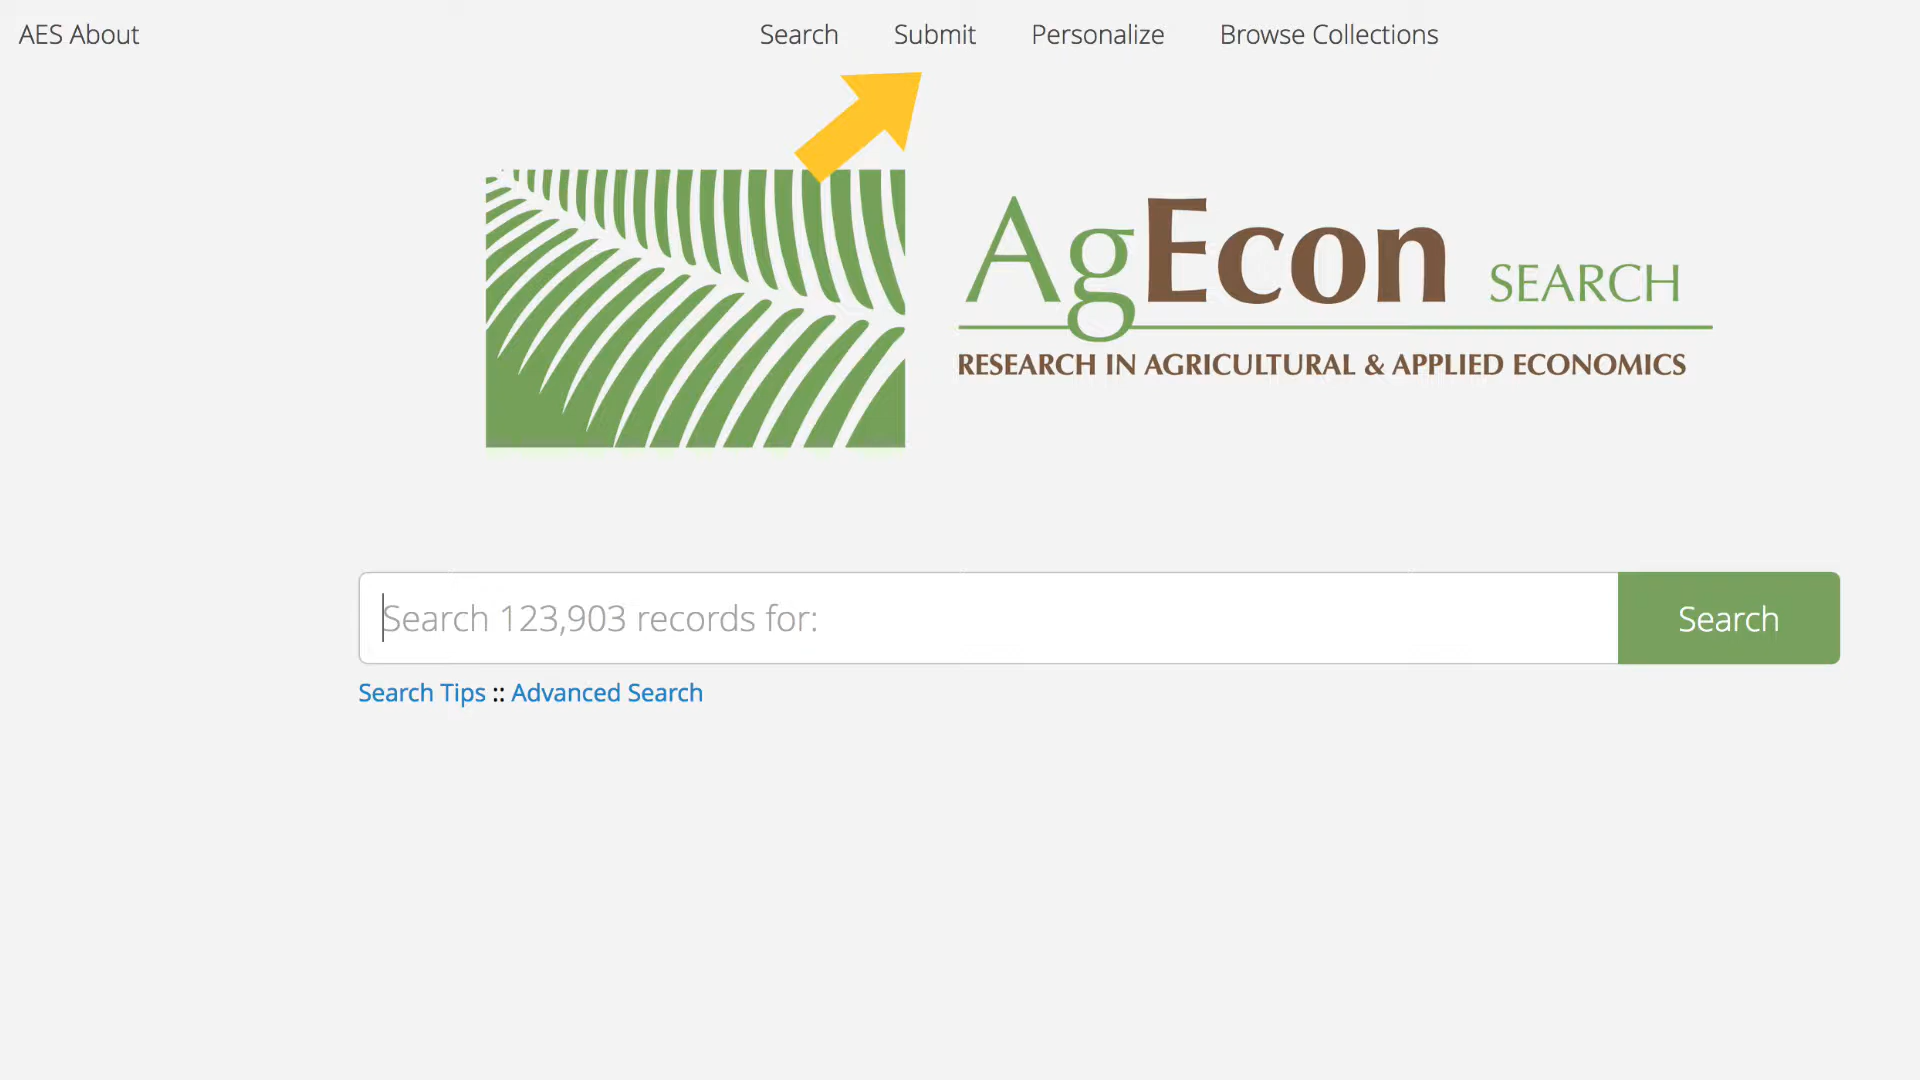 AES About
Search Submit Personalize Browse Collections
AgEcon SEARCH
RESEARCH IN AGRICULTURAL & APPLIED ECONOMICS
Search 123,903 records for:
Search
Search Tips :: Advanced Search